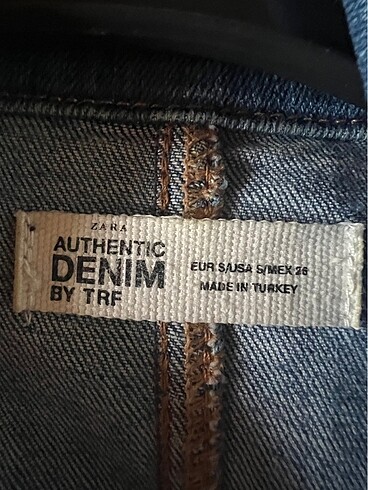 ZARA
AUTHENTIC
DENIM
BY TRF
EUR S/USA S/MEX 26
MADE IN TURKEY